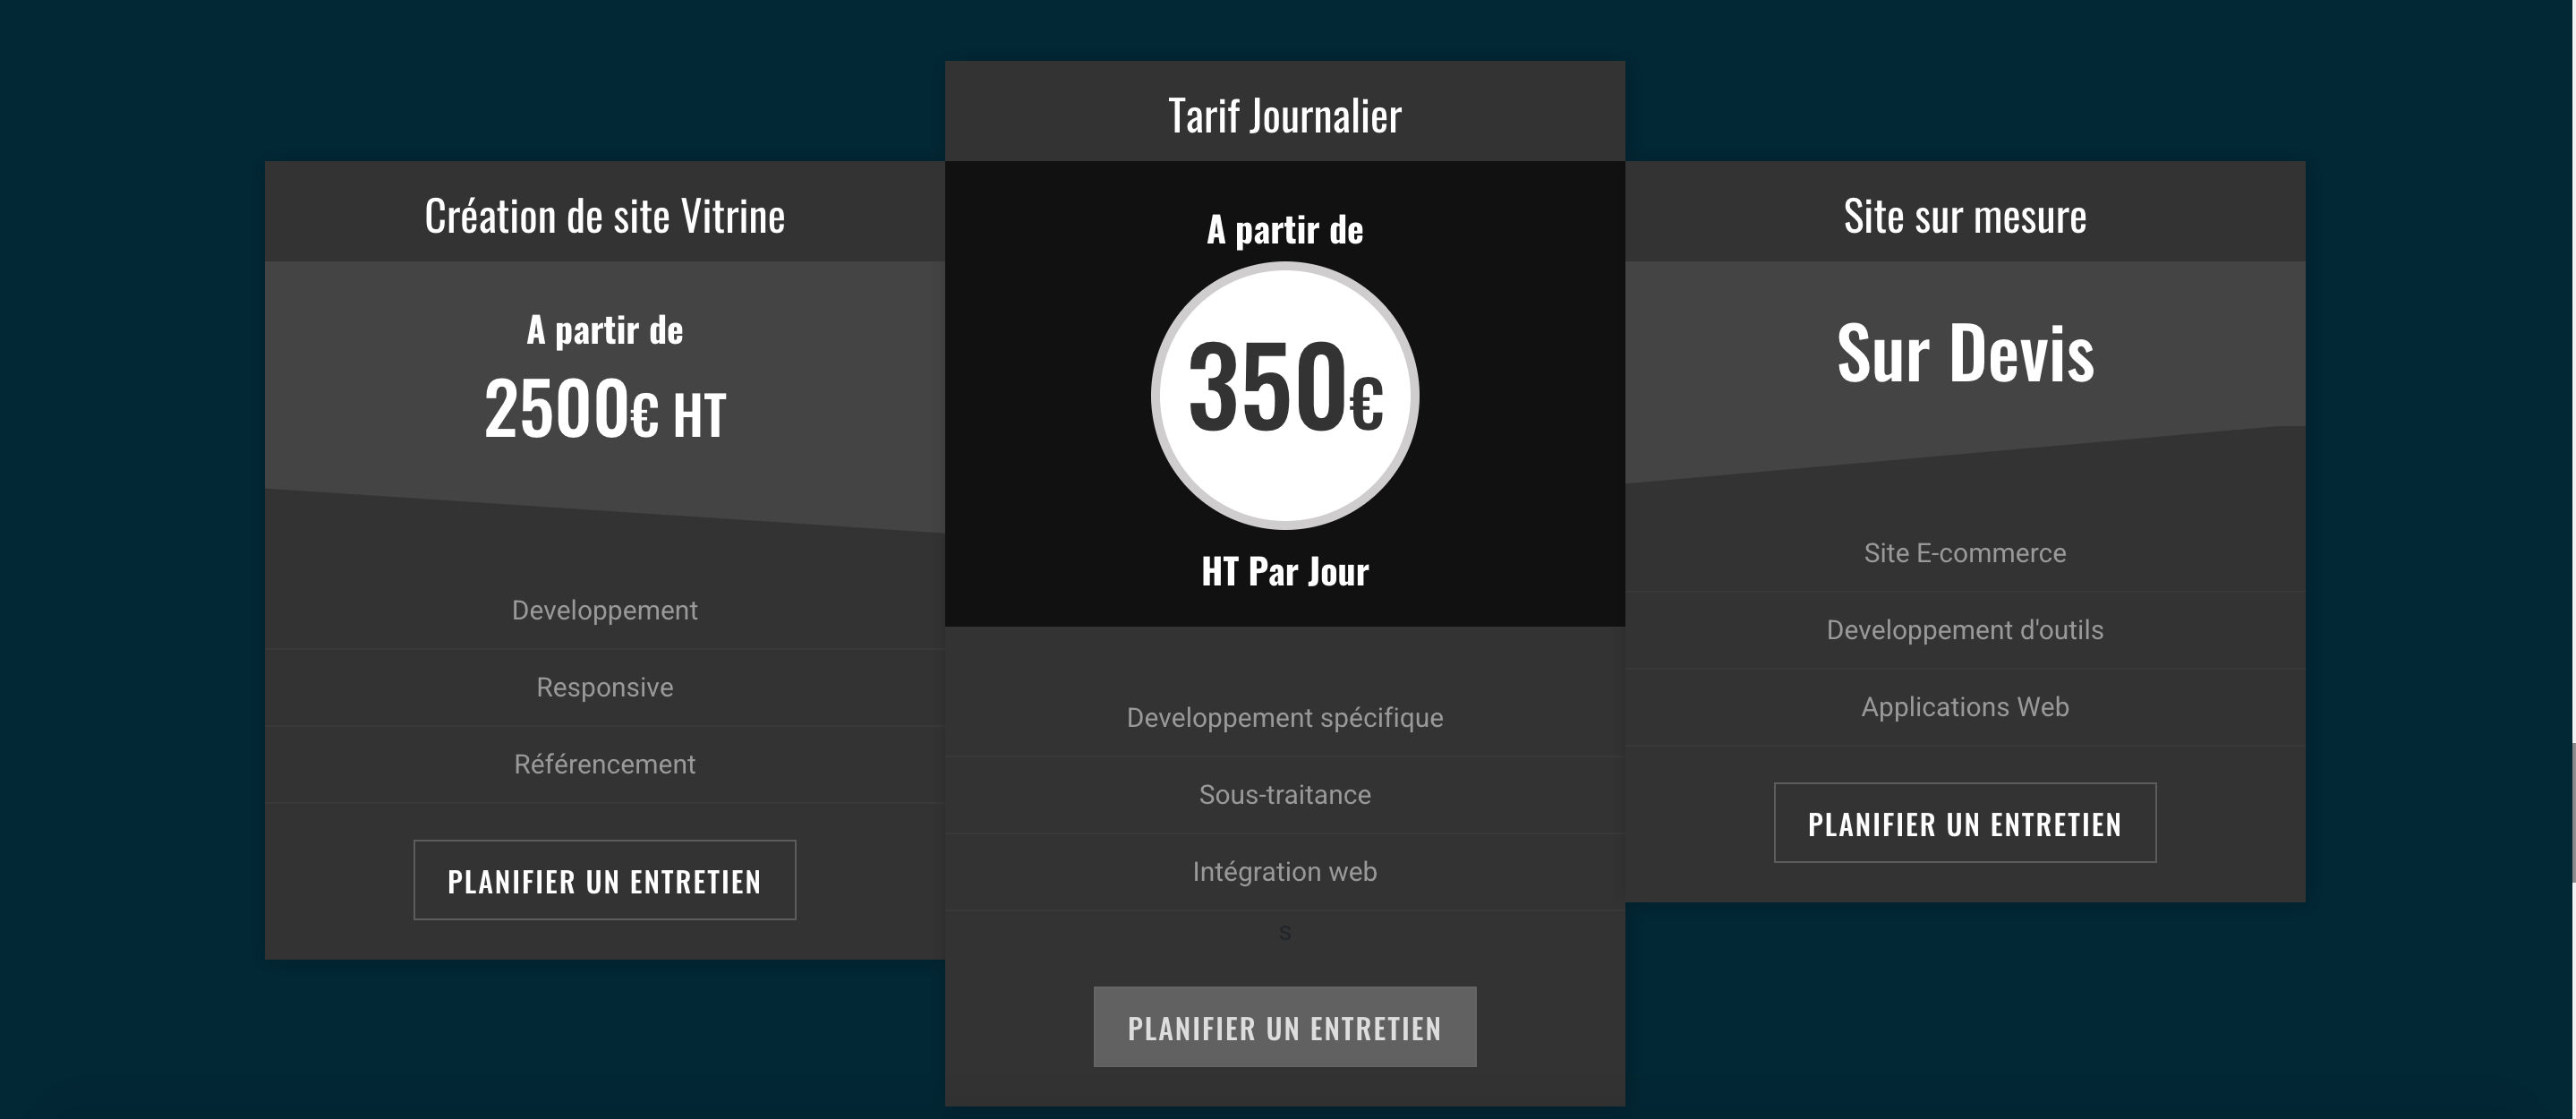 Création de site Vitrine
A partir de
2500€ HT
Developpement
Responsive
Référencement
PLANIFIER UN ENTRETIEN
Tarif Journalier
A partir de
350€
HT Par Jour
Developpement spécifique
Sous-traitance
Intégration web
s
PLANIFIER UN ENTRETIEN
Site sur mesure
Sur Devis
Site E-commerce
Developpement d'outils
Applications Web
PLANIFIER UN ENTRETIEN